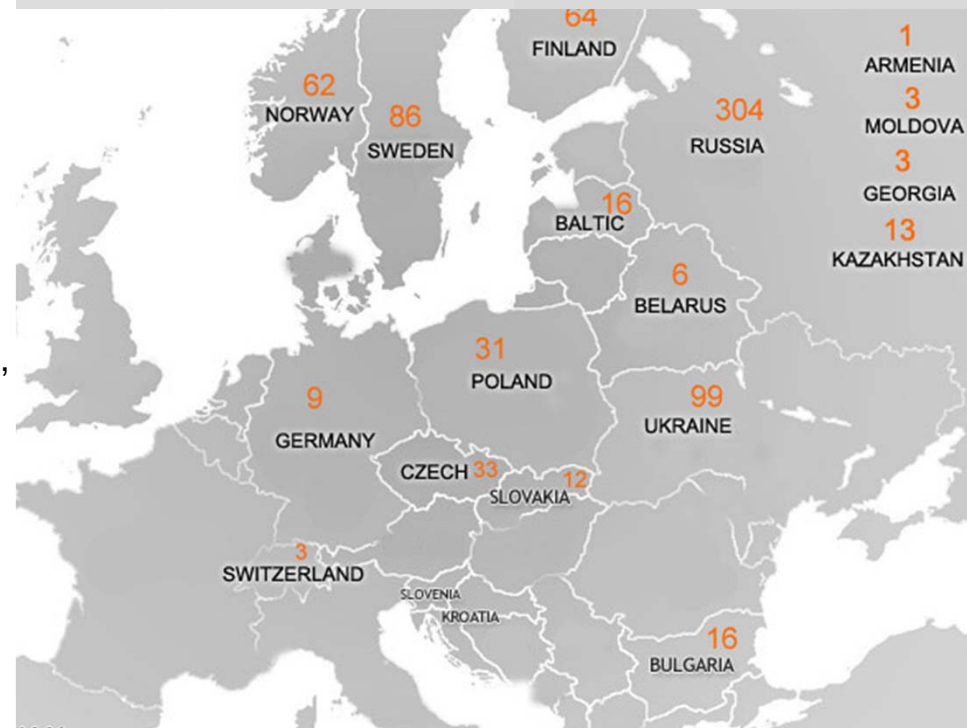 64
FINLAND
1
ARMENIA
62
NORWAY
86
SWEDEN
304
RUSSIA
3
MOLDOVA
3
GEORGIA
16
BALTIC
13
KAZAKHSTAN
6
BELARUS
,
31
POLAND
9
GERMANY
99
UKRAINE
CZECH 33
12
SLOVAKIA
3
SWITZERLAND
SLOVENIA
KROATIA
16
BULGARIA